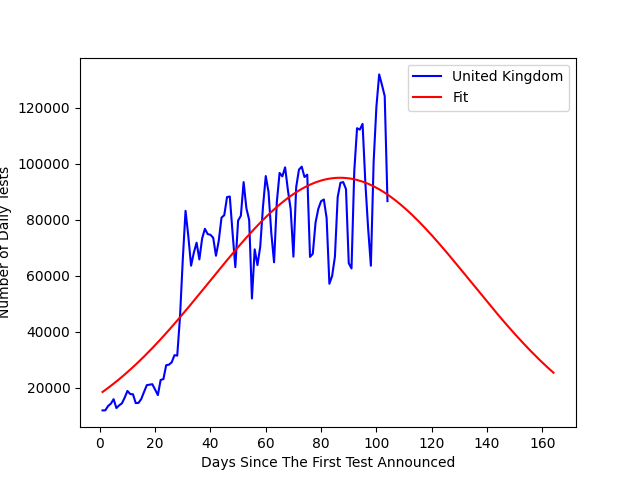 United Kingdom
Fit
Number of Daily Tests
120000
100000
80000
60000
40000
20000
0 20 40 60 80 100 120 140 160
Days Since The First Test Announced